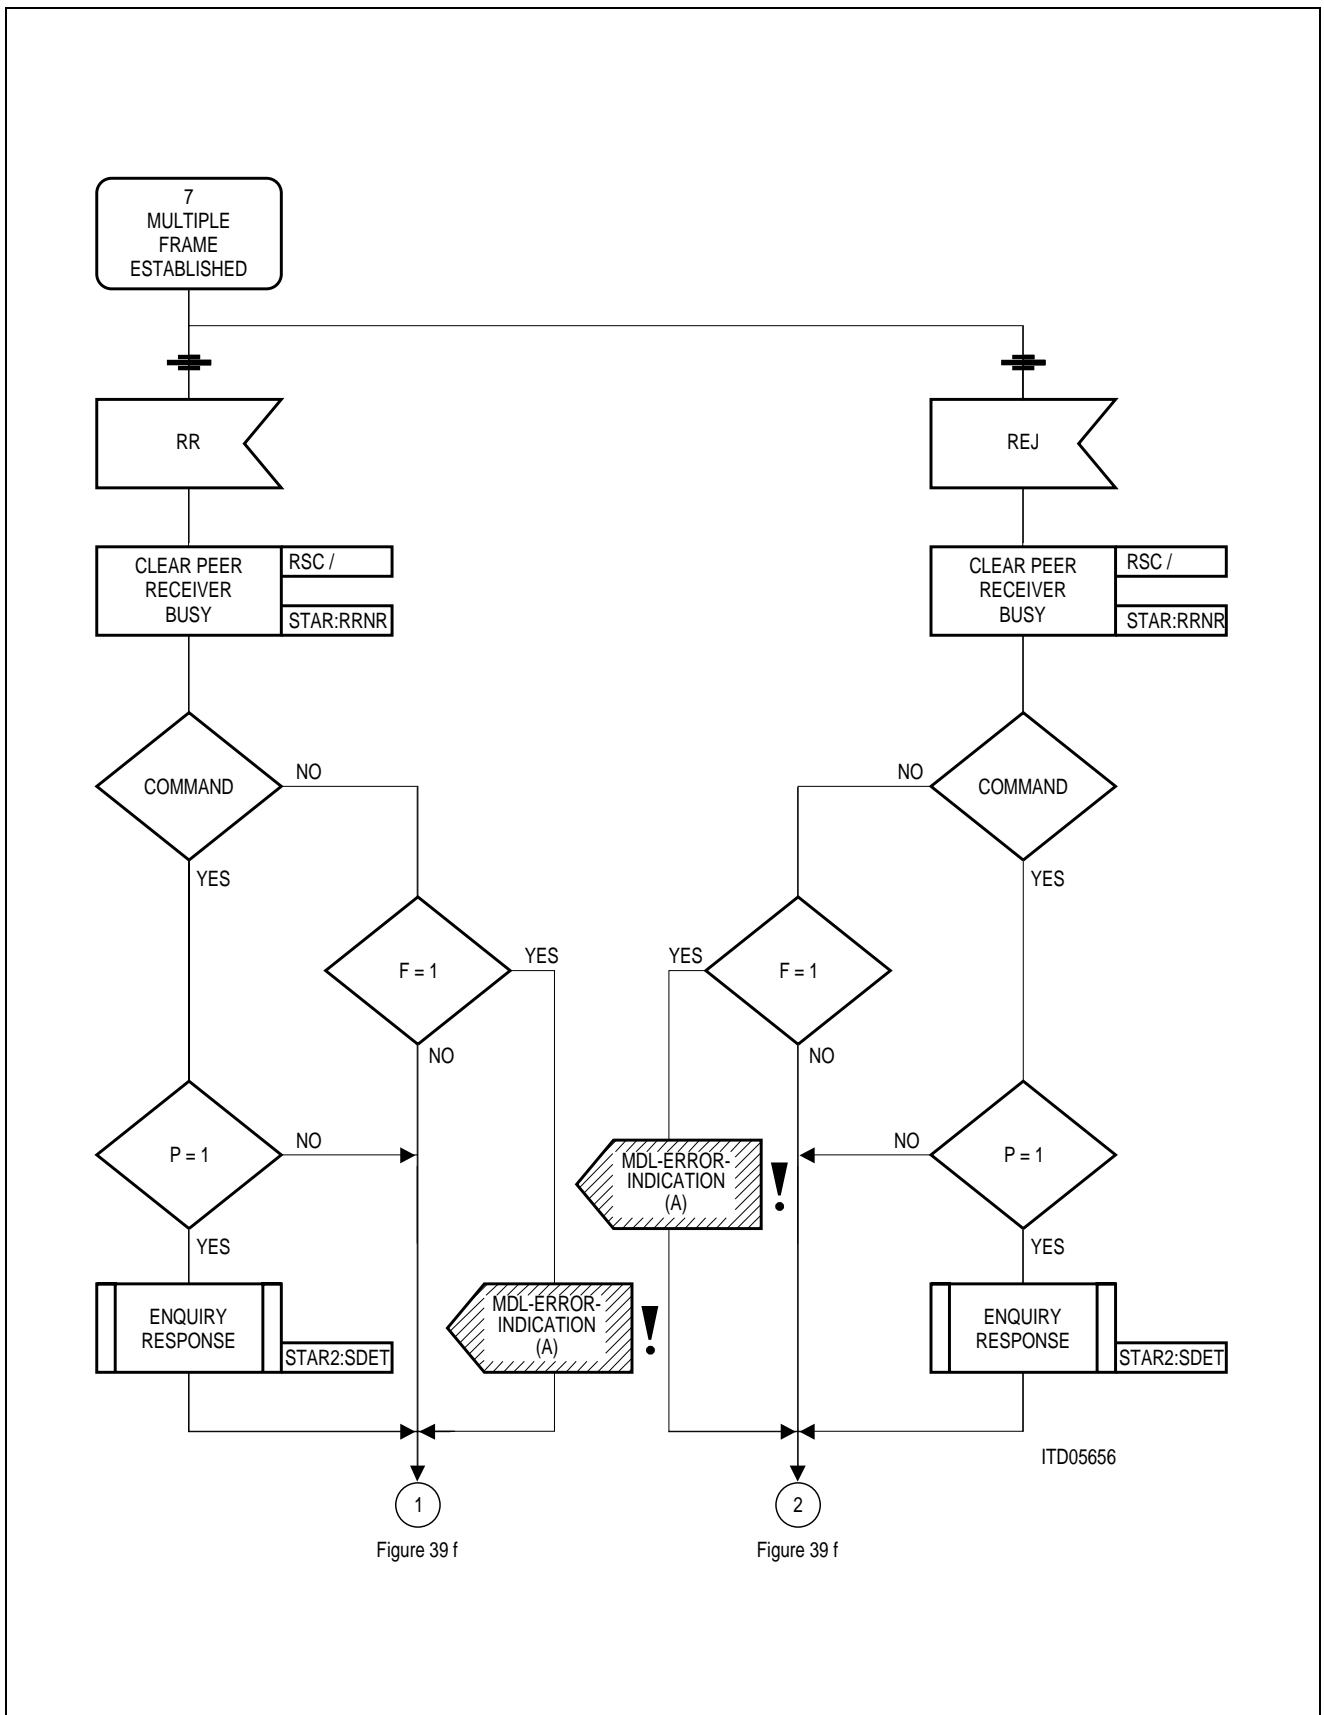 7
MULTIPLE
FRAME
ESTABLISHED
RR
REJ
CLEAR PEER
RECEIVER
BUSY
RSC /
STAR:RRNR
CLEAR PEER
RECEIVER
BUSY
RSC /
STAR:RRNR
COMMAND
NO
YES
NO
COMMAND
YES
F = 1
YES
NO
YES
F = 1
NO
P = 1
NO
YES
MDL-ERROR-
INDICATION
(A)
!
NO
P = 1
YES
ENQUIRY
RESPONSE
STAR2:SDET
MDL-ERROR-
INDICATION
(A)
!
ENQUIRY
RESPONSE
STAR2:SDET
ITD05656
1
2
Figure 39 f
Figure 39 f